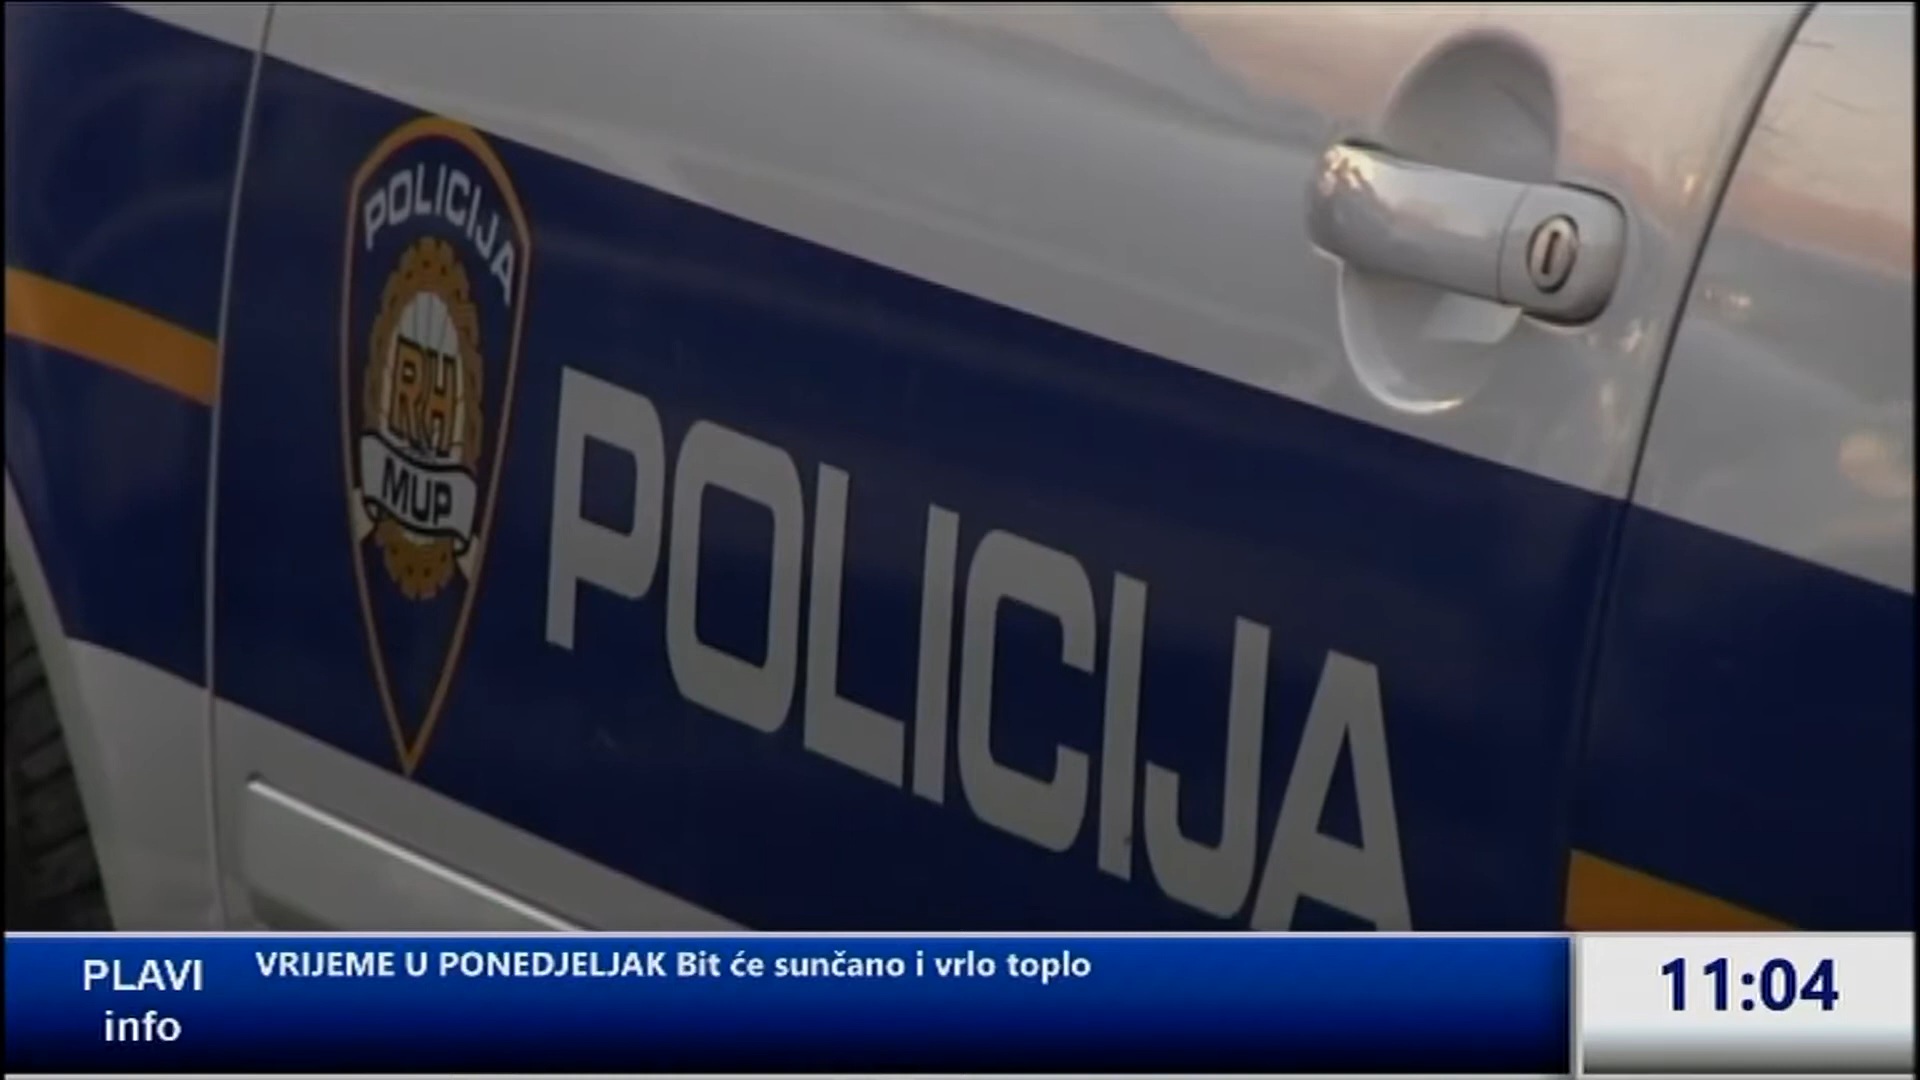 POLICIJA
RH
MUP
POLICIJA
PLAVI
info
VRIJEME U PONEDJELJAK Bit će sunčano i vrlo toplo
11:04